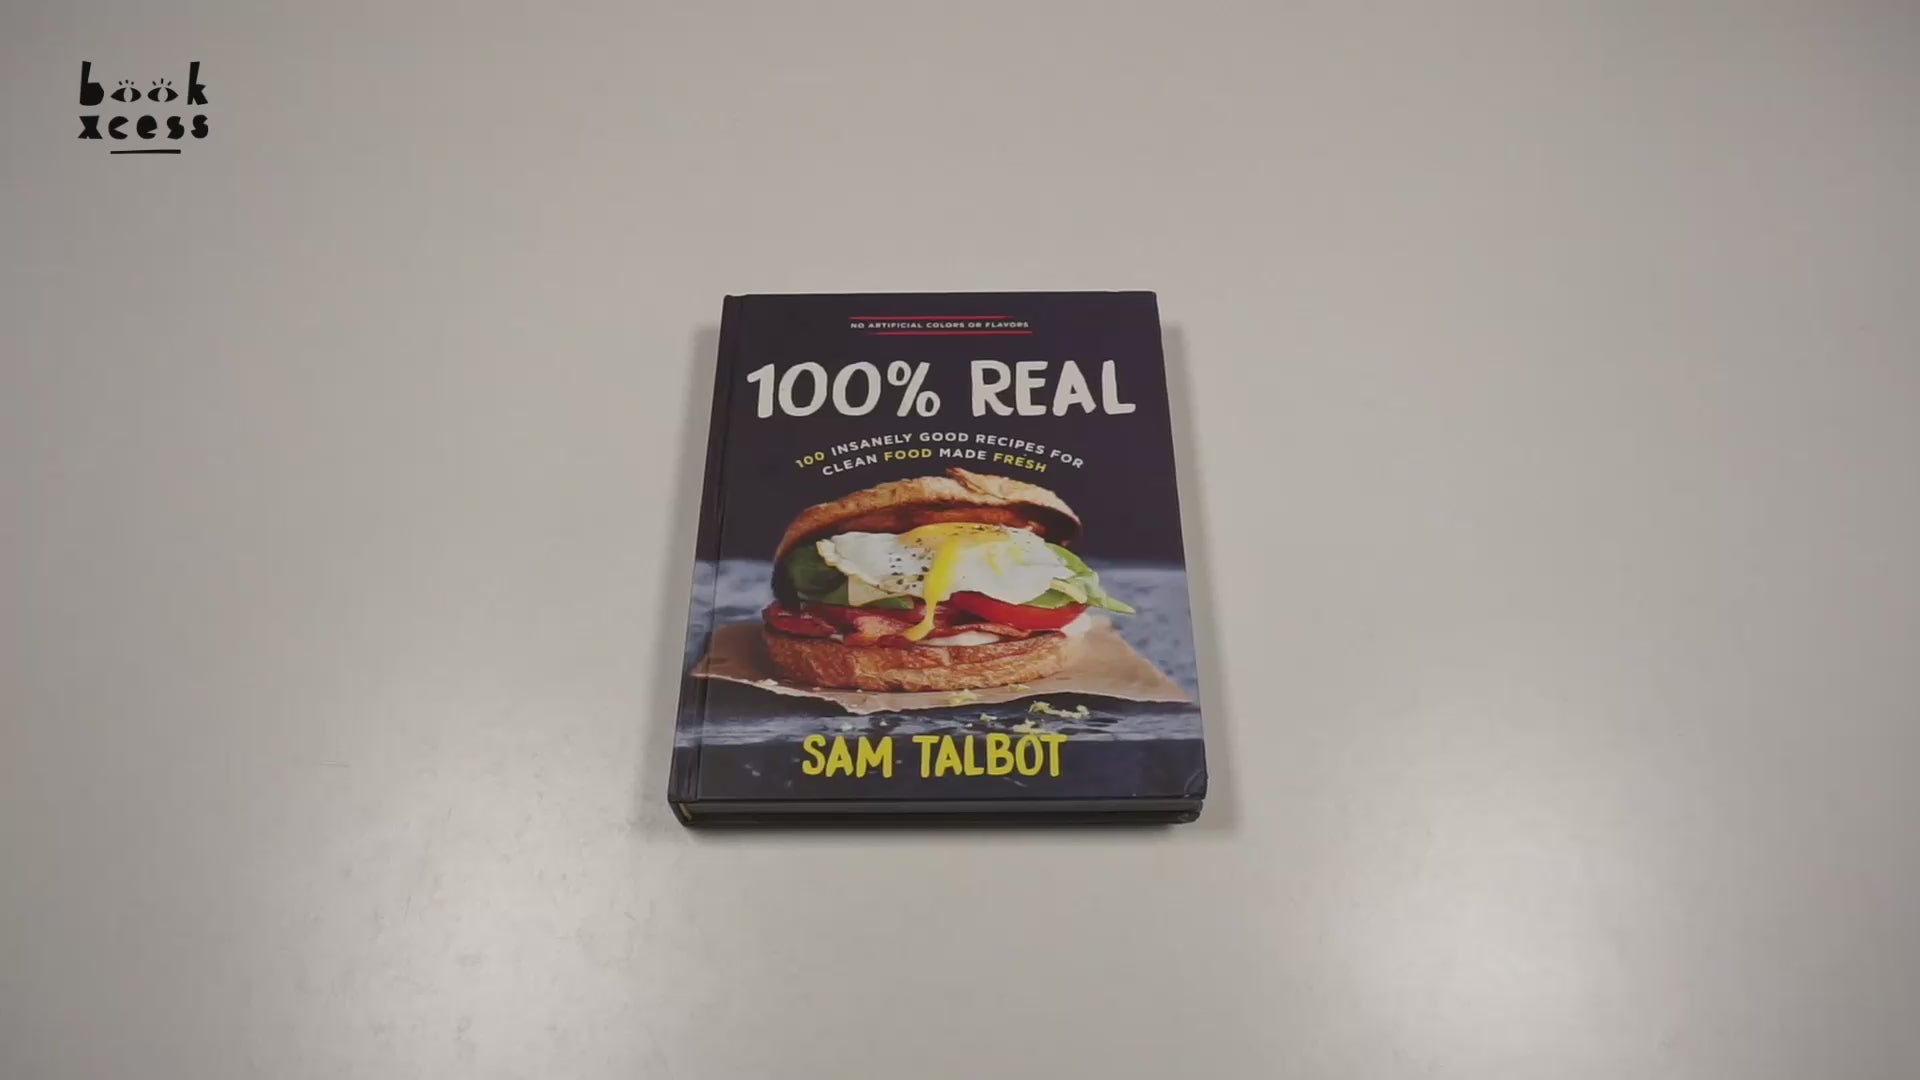 book
xcess
NO ARTIFICIAL COLORS OR FLAVORS
100% REAL
100 INSANELY GOOD RECIPES FOR
CLEAN FOOD MADE FRESH
SAM TALBOT